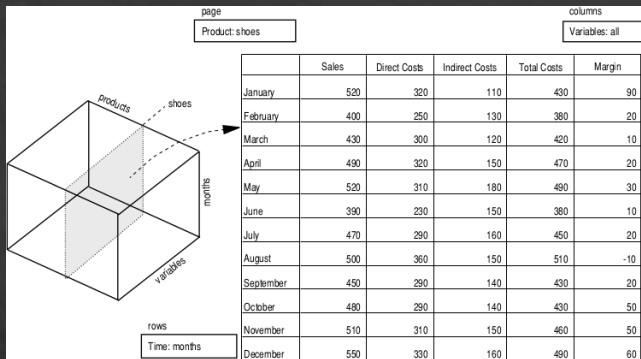 page
Product: shoes
columns
Variables: all
products
shoes
months
variables
rows
Time: months
Sales Direct Costs Indirect Costs Total Costs Margin
January 520 320 110 430 90
February 400 250 130 380 20
March 430 300 120 420 10
April 490 320 150 470 20
May 520 310 180 490 30
June 390 230 150 380 10
July 470 290 160 450 20
August 500 360 150 510 -10
September 450 290 140 430 20
October 480 290 140 430 50
November 510 310 150 460 50
December 550 330 160 490 60